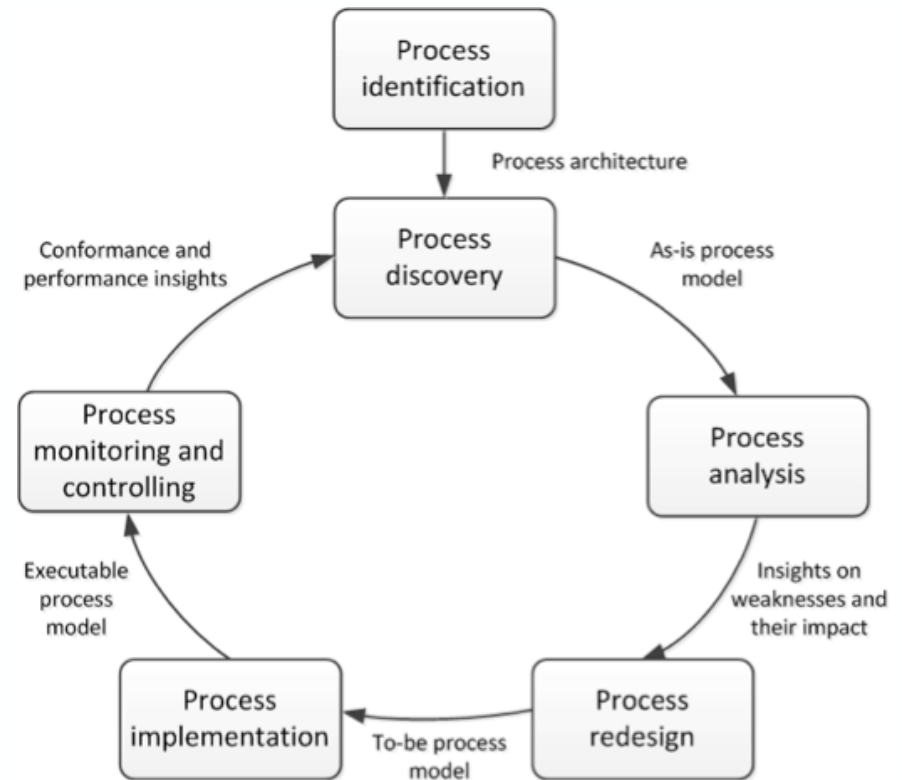 Process
identification
Process architecture
Process
discovery
Conformance and
performance insights
As-is process
model
Process
monitoring and
controlling
Process
analysis
Executable
process
model
Insights on
weaknesses and
their impact
Process
implementation
To-be process
model
Process
redesign